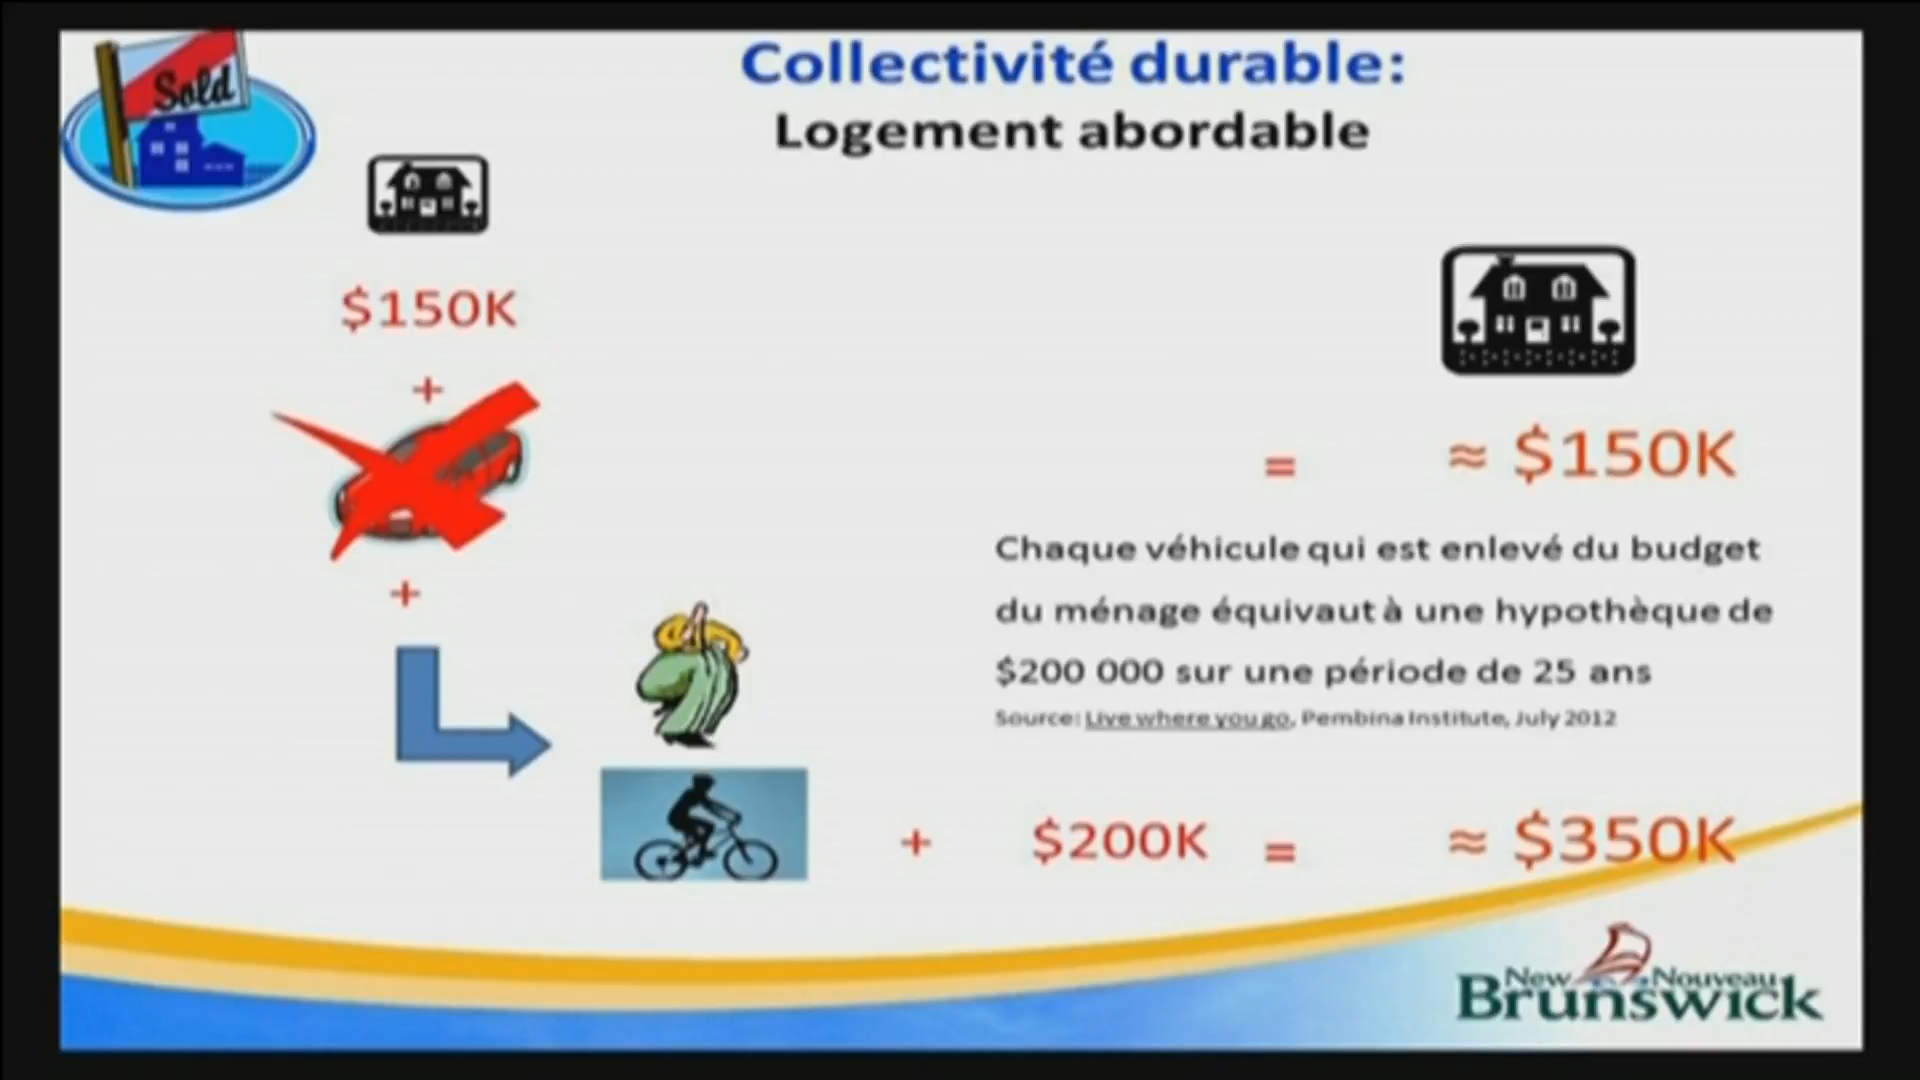 Sold
Collectivité durable:
Logement abordable
$150K
+
+
= ≈ $150K
Chaque véhicule qui est enlevé du budget
du ménage équivaut à une hypothèque de
$200 000 sur une période de 25 ans
Source: Live where you go, Pembina Institute, July 2012
+ $200K = ≈ $350K
New Nouveau
Brunswick